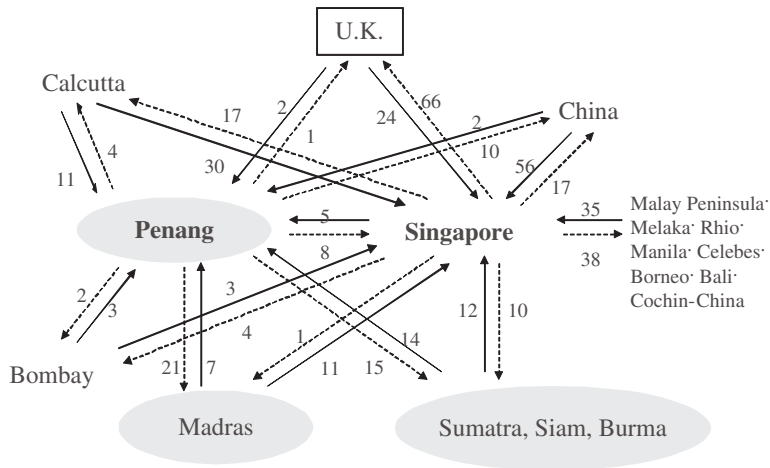 U.K.
Calcutta
China
17
2
66
24
2
1
10
4
30
56
11
17
Malay Peninsula·
35
5
Melaka· Rhio·
Penang
Singapore
Manila· Celebes·
8
38
Borneo· Bali·
Cochin-China
2
3
3
4
12
10
1
14
Bombay
21
7
11
15
Madras
Sumatra, Siam, Burma